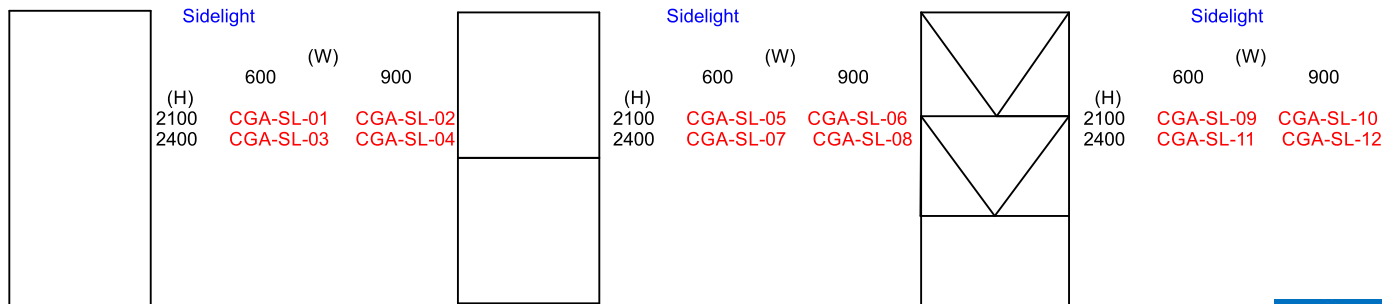 Sidelight
(W)
600 900
(H)
2100 CGA-SL-01 CGA-SL-02
2400 CGA-SL-03 CGA-SL-04
Sidelight
(W)
600 900
(H)
2100 CGA-SL-05 CGA-SL-06
2400 CGA-SL-07 CGA-SL-08
Sidelight
(W)
600 900
(H)
2100 CGA-SL-09 CGA-SL-10
2400 CGA-SL-11 CGA-SL-12